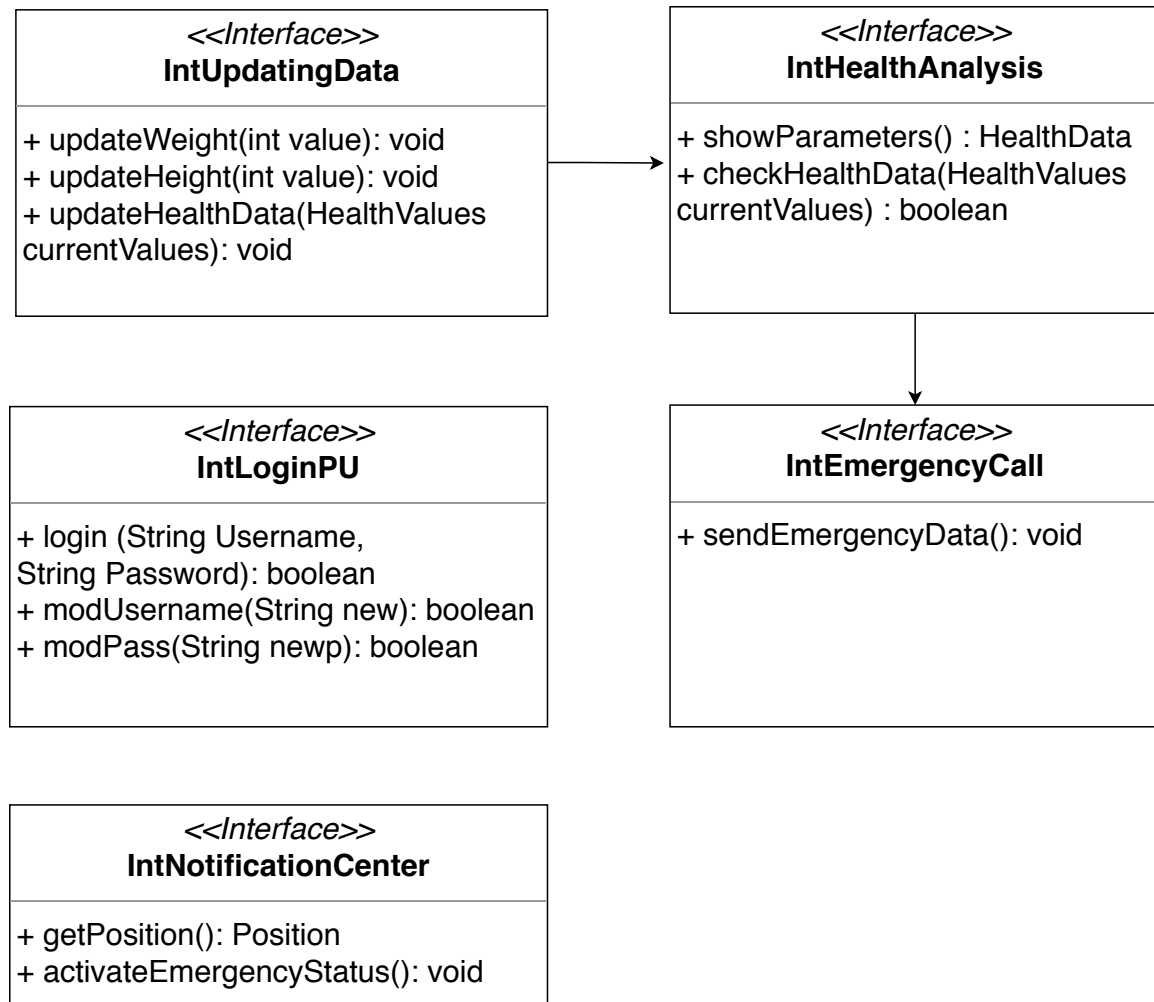 <<Interface>>
IntUpdatingData
+ updateWeight(int value): void
+ updateHeight(int value): void
+ updateHealthData(HealthValues
currentValues): void
<<Interface>>
IntHealthAnalysis
+ showParameters() : HealthData
+ checkHealthData(HealthValues
currentValues) : boolean
<<Interface>>
IntLoginPU
+ login (String Username,
String Password): boolean
+ modUsername(String new): boolean
+ modPass(String newp): boolean
<<Interface>>
IntEmergencyCall
+ sendEmergencyData(): void
<<Interface>>
IntNotificationCenter
+ getPosition(): Position
+ activateEmergencyStatus(): void